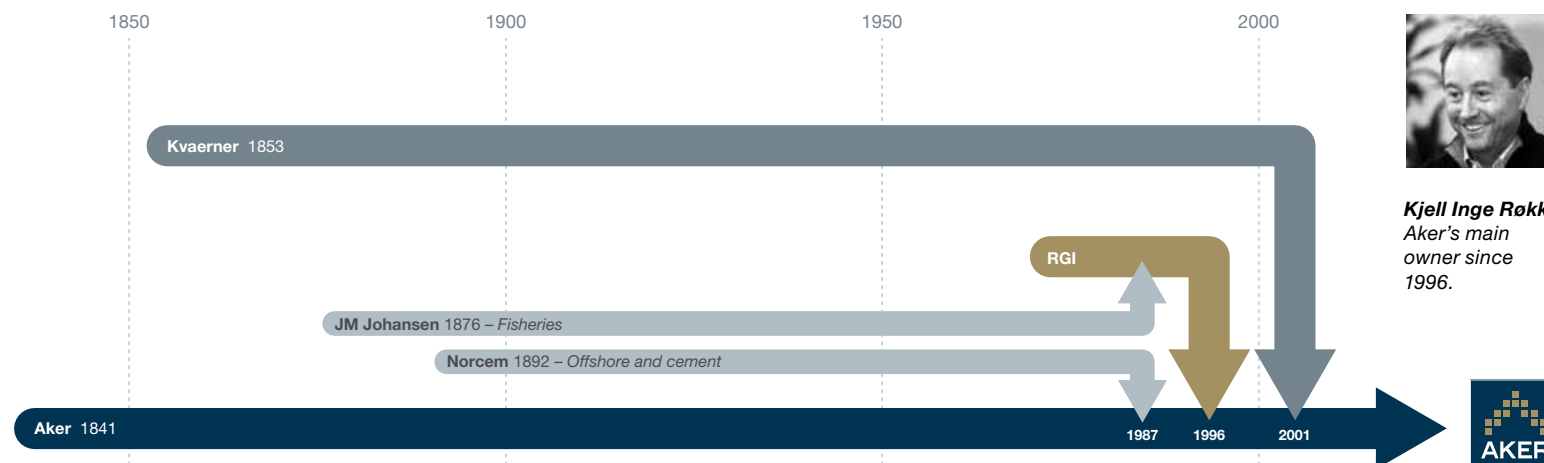 1850
1900
1950
2000
Kvaerner 1853
RGI
JM Johansen 1876 – Fisheries
Norcem 1892 – Offshore and cement
Aker 1841
1987
1996
2001
Kjell Inge Røkk
Aker’s main
owner since
1996.
AKER